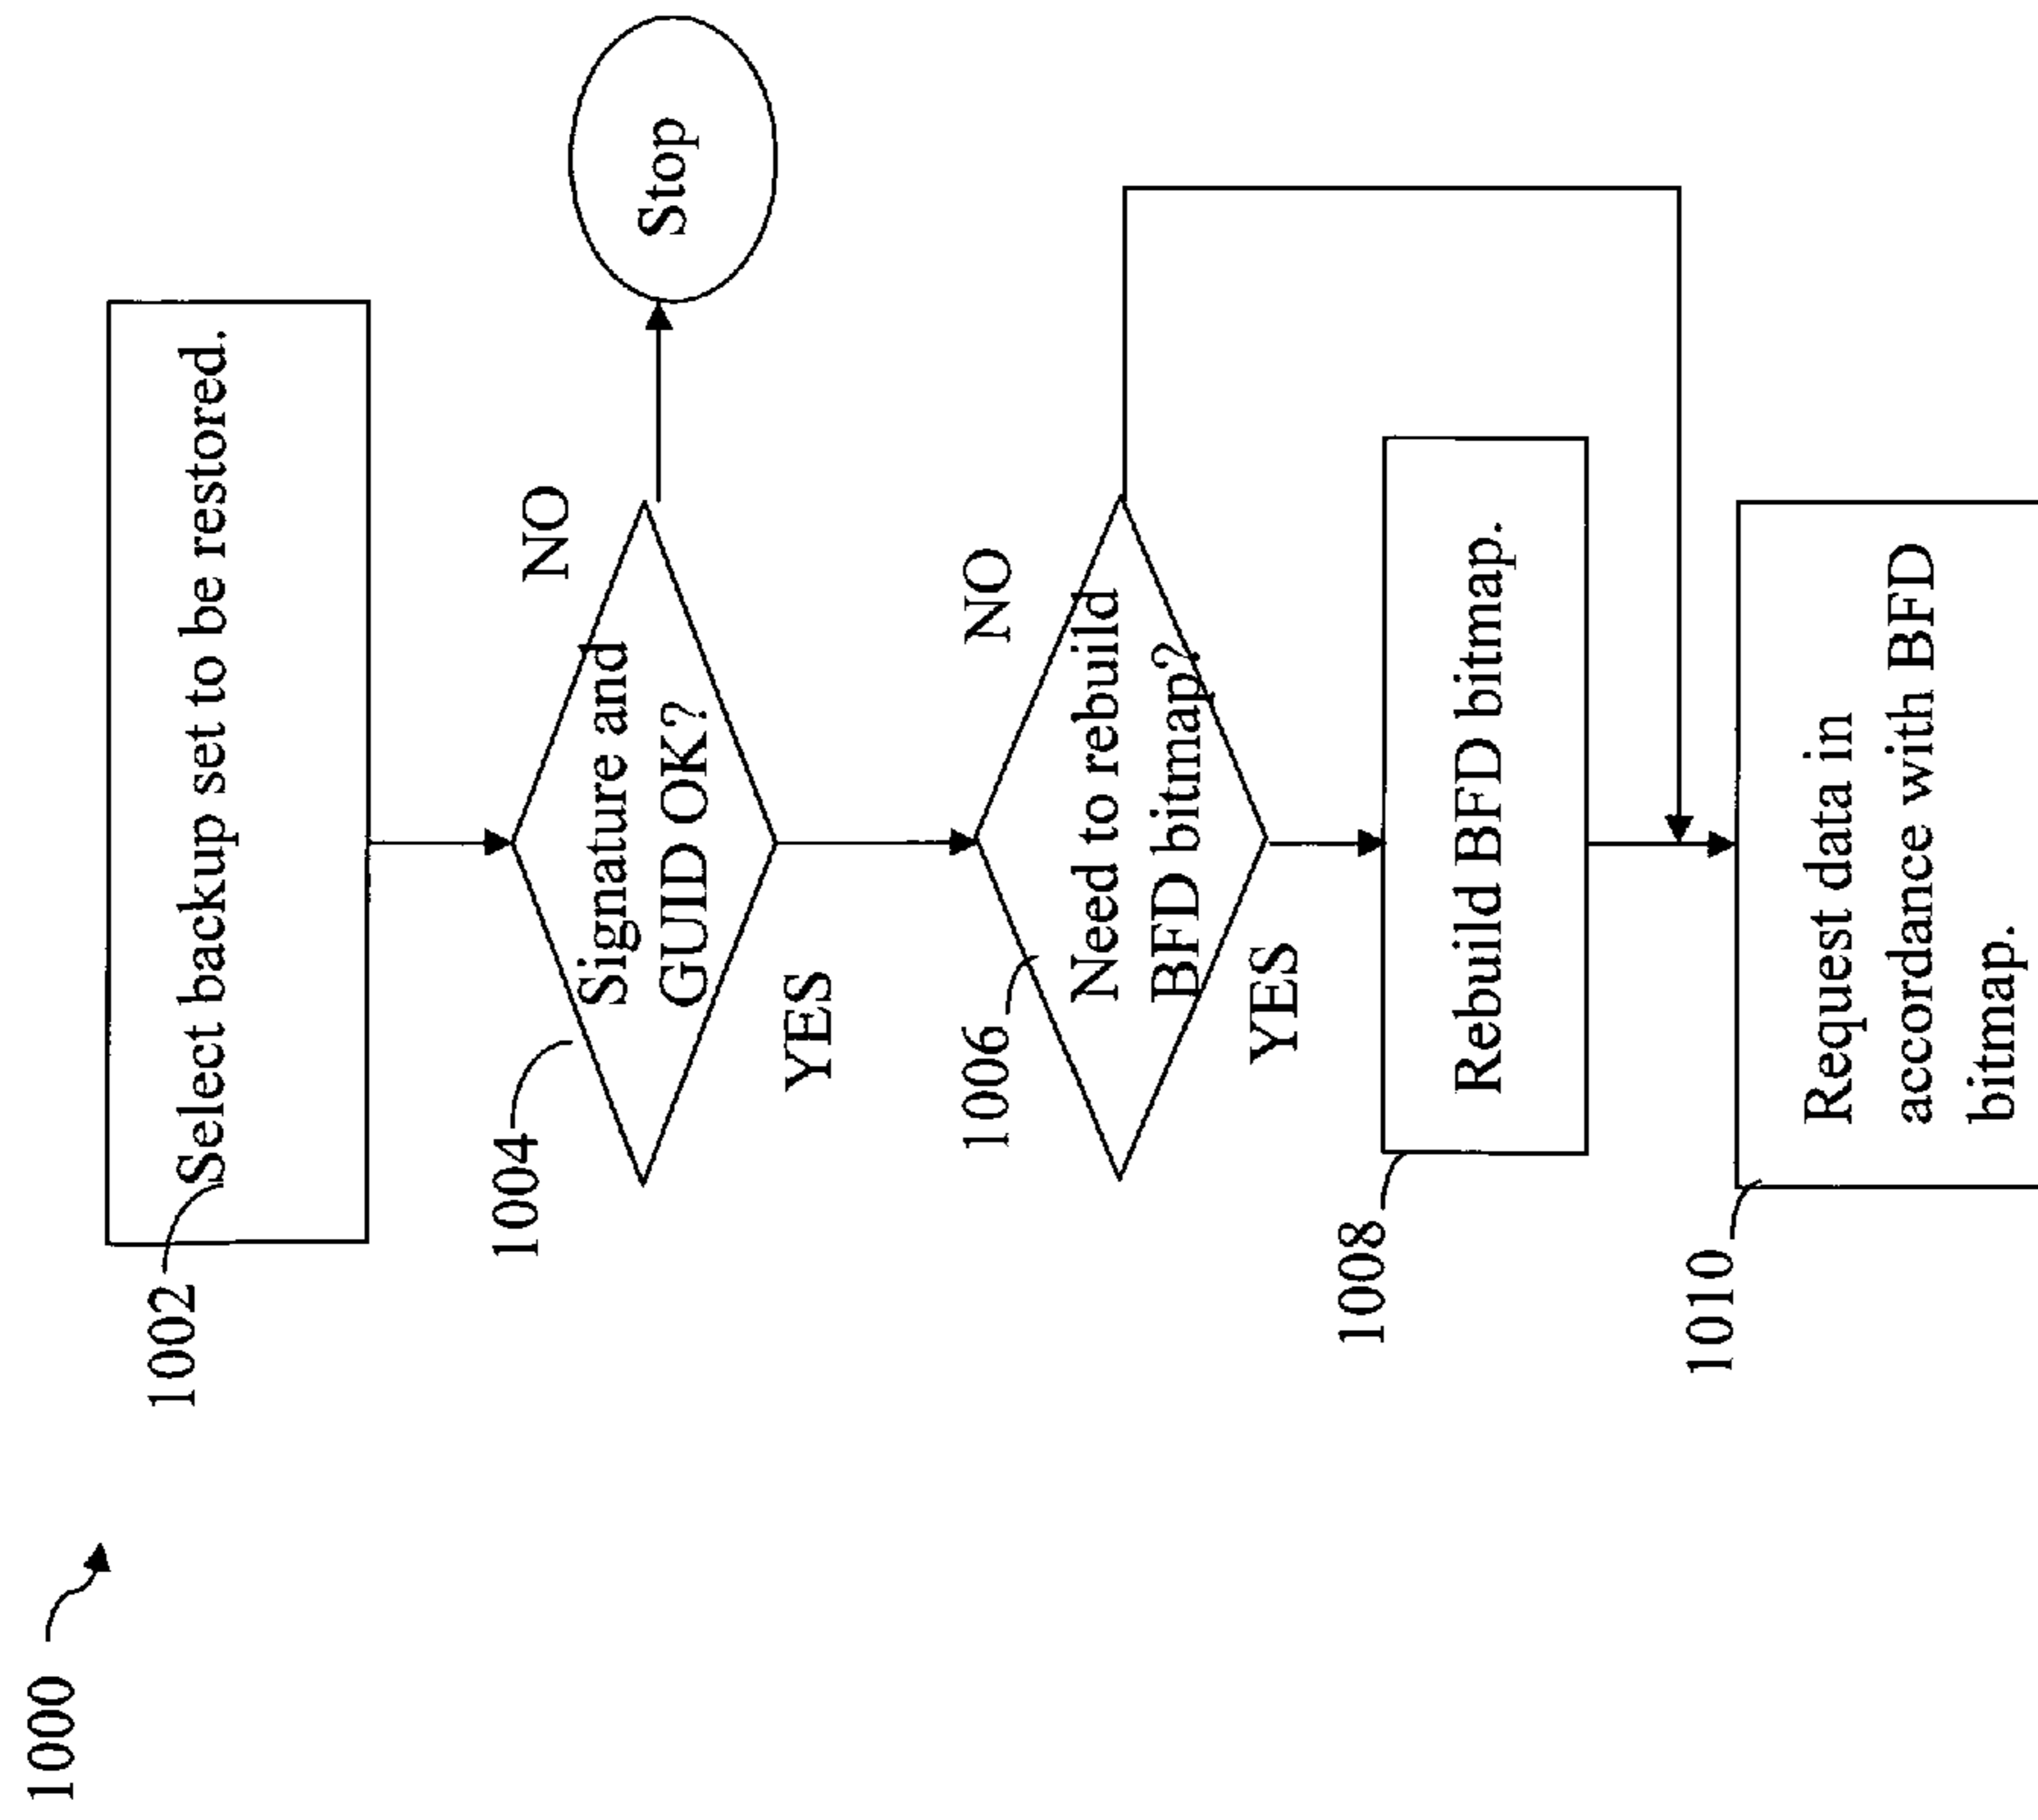 1000
1002
Select backup set to be restored.
1004
Signature and
GUID OK?
NO
Stop
YES
1006
Need to rebuild
BFD bitmap?
NO
YES
1008
Rebuild BFD bitmap.
1010
Request data in
accordance with BFD
bitmap.